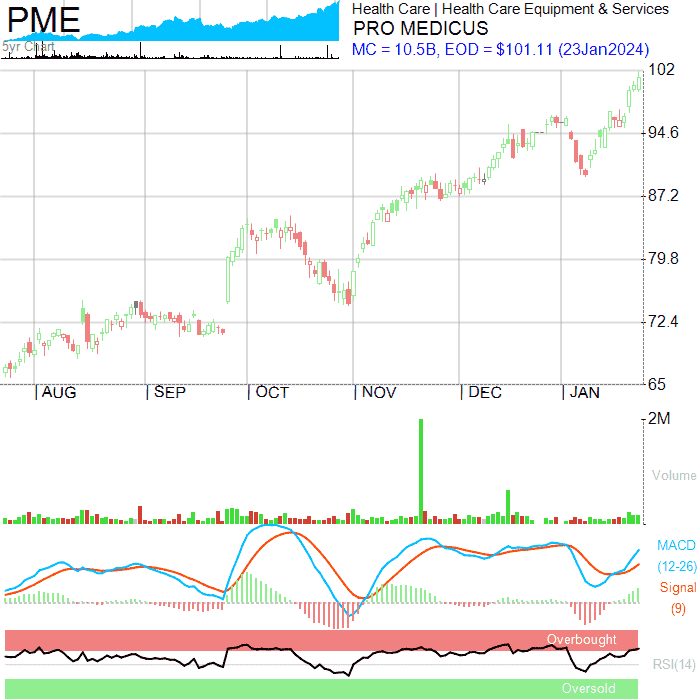 PME
5yr Chart
Health Care | Health Care Equipment & Services
PRO MEDICUS
MC = 10.5B, EOD = $101.11 (23Jan2024)
102
94.6
87.2
79.8
72.4
65
AUG SEP OCT NOV DEC JAN
2M
Volume
MACD
(12-26)
Signal
(9)
Overbought
RSI(14)
Oversold